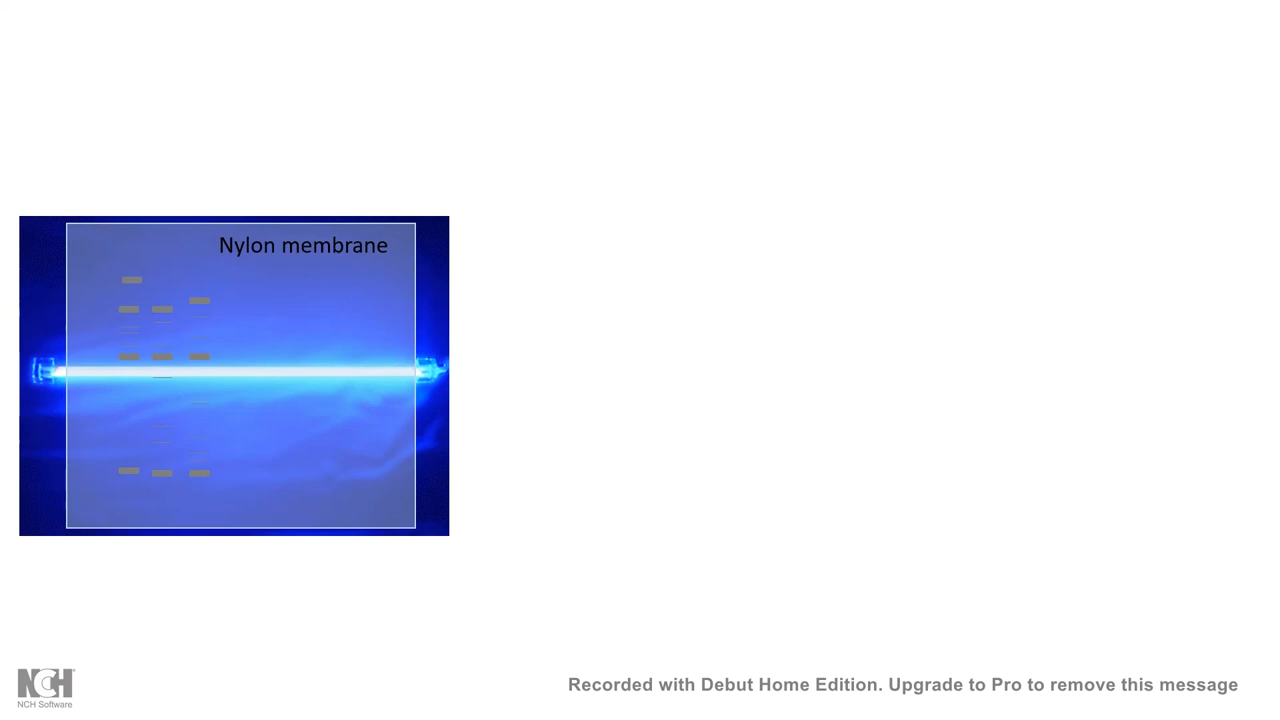 Nylon membrane
NCH
NCH Software
Recorded with Debut Home Edition. Upgrade to Pro to remove this message